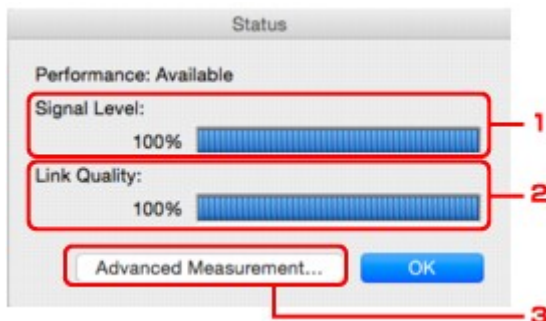 Status
Performance: Available
Signal Level:
1
100%
Link Quality:
2
100%
Advanced Measurement...
OK
3